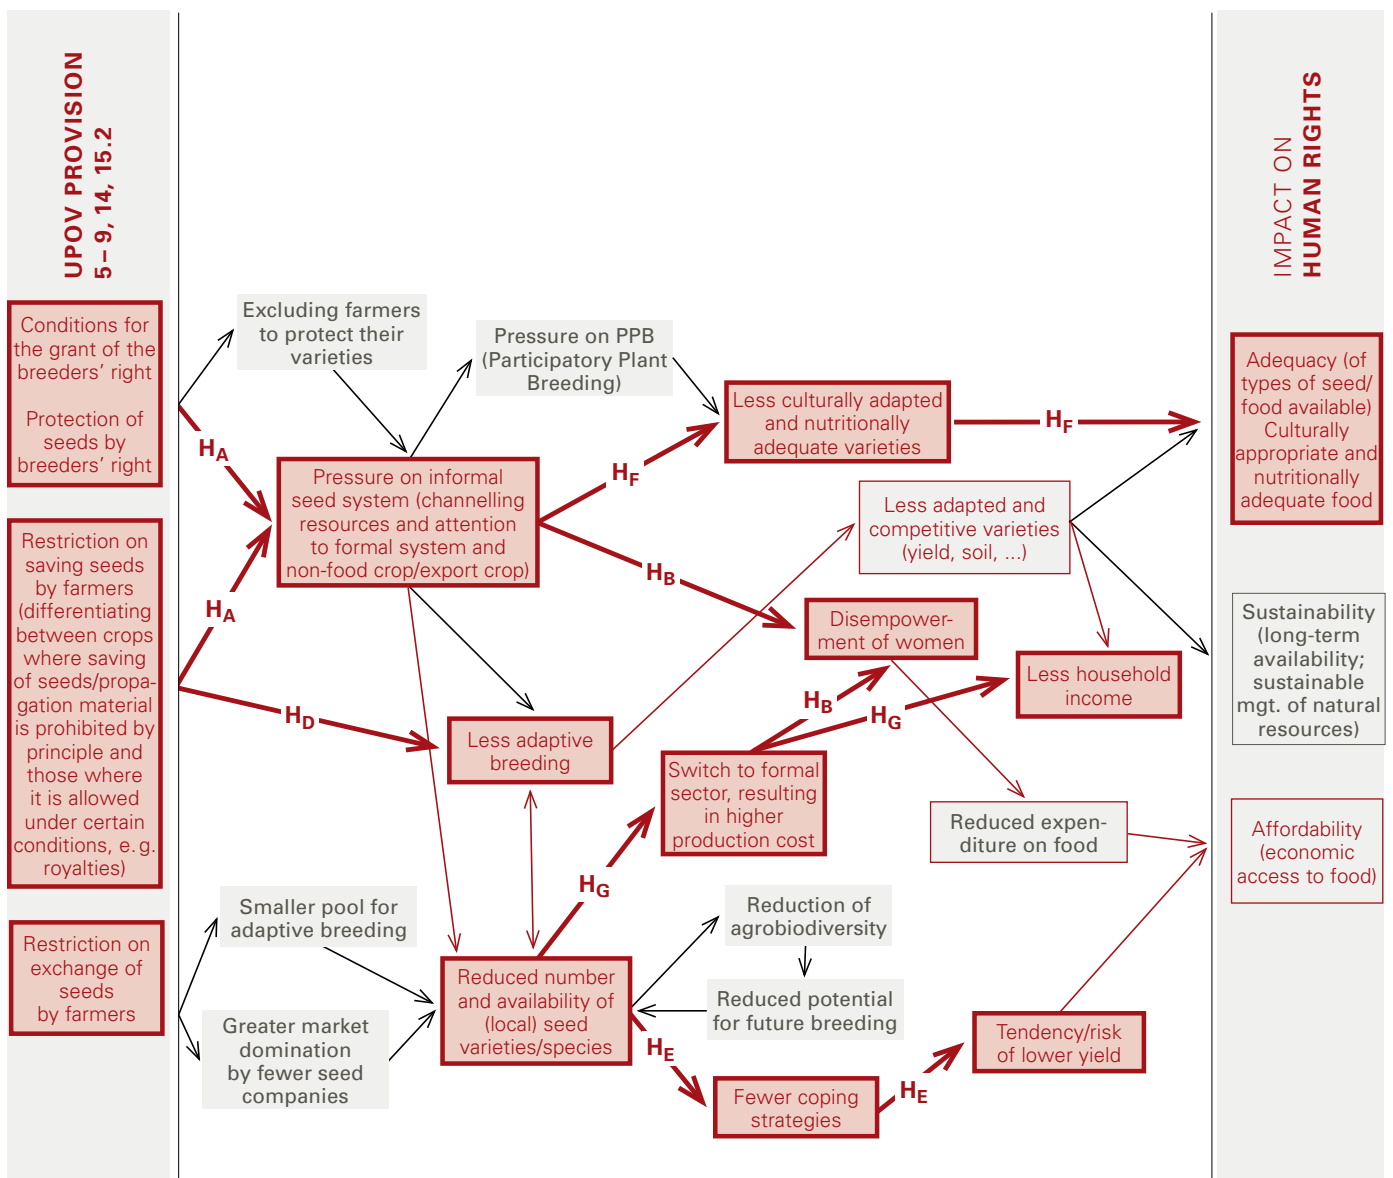 UPOV PROVISION
5–9, 14, 15.2
Conditions for
the grant of the
breeders’ right
Protection of
seeds by
breeders’ right
Restriction on
saving seeds
by farmers
(differentiating
between crops
where saving
of seeds/propa-
gation material
is prohibited by
principle and
those where
it is allowed
under certain
conditions, e. g.
royalties)
Restriction on
exchange of
seeds
by farmers
Excluding farmers
to protect their
varieties
Pressure on PPB
(Participatory Plant
Breeding)
HA
Pressure on informal
seed system (channelling
resources and attention
to formal system and
non-food crop/export crop)
HA
HD
HF
Less culturally adapted
and nutritionally
adequate varieties
HF
HB
Less adapted and
competitive varieties
(yield, soil, ...)
Disempower-
ment of women
Less household
income
HB
HG
Less adaptive
breeding
Switch to formal
sector, resulting
in higher
production cost
Reduced expen-
diture on food
HG
Smaller pool for
adaptive breeding
Greater market
domination
by fewer seed
companies
Reduced number
and availability of
(local) seed
varieties/species
Reduction of
agrobiodiversity
Reduced potential
for future breeding
HE
Fewer coping
strategies
HE
Tendency/risk
of lower yield
IMPACT ON
HUMAN RIGHTS
Adequacy (of
types of seed/
food available)
Culturally
appropriate and
nutritionally
adequate food
Sustainability
(long-term
availability;
sustainable
mgt. of natural
resources)
Affordability
(economic
access to food)